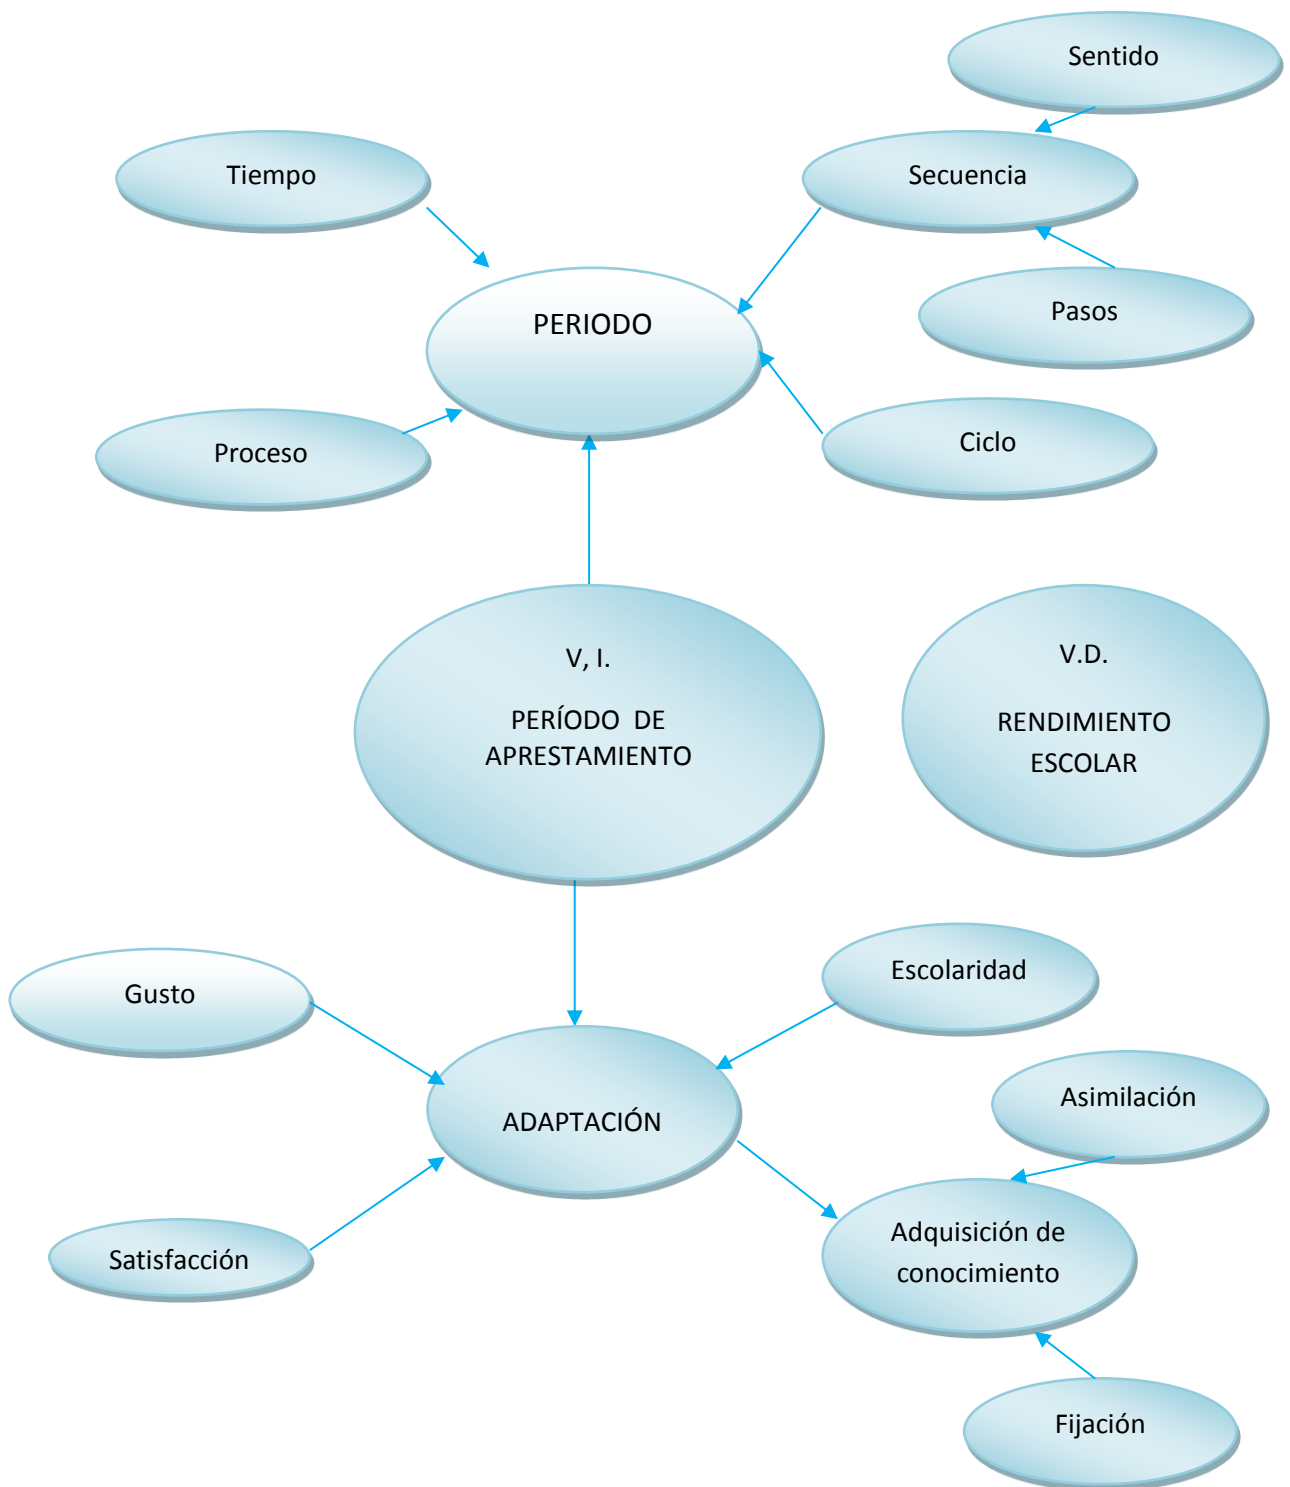 Sentido
Tiempo
Secuencia
Pasos
PERIODO
Proceso
Ciclo
V, I.
PERÍODO  DE
APRESTAMIENTO
V.D.
RENDIMIENTO
ESCOLAR
Gusto
Escolaridad
ADAPTACIÓN
Asimilación
Satisfacción
Adquisición de
conocimiento
Fijación